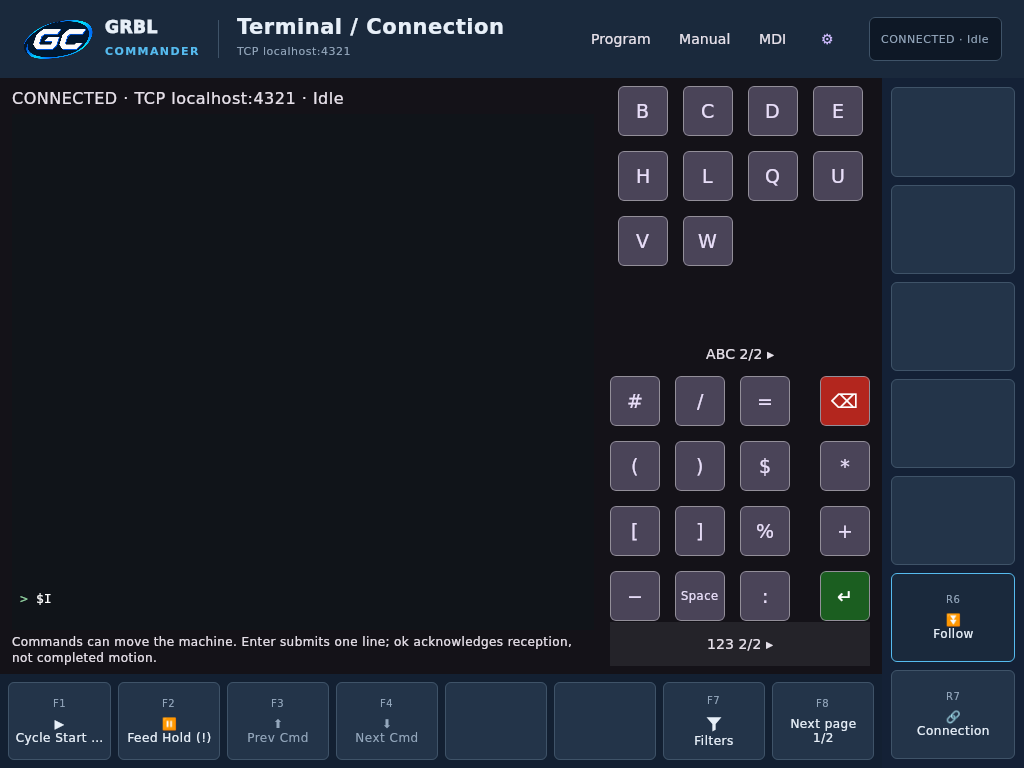 GC
GRBL
COMMANDER
Terminal / Connection
TCP localhost:4321
Program
Manual
MDI
CONNECTED · Idle
CONNECTED · TCP localhost:4321 · Idle
B C D E
H L Q U
V W
ABC 2/2 ▸
# / = ⌫
( ) $ *
[ ] % +
− Space : ↵
123 2/2 ▸
> $I
Commands can move the machine. Enter submits one line; ok acknowledges reception,
not completed motion.
F1
Cycle Start ...
F2
Feed Hold (!)
F3
Prev Cmd
F4
Next Cmd
F7
Filters
F8
Next page
1/2
R6
Follow
R7
Connection